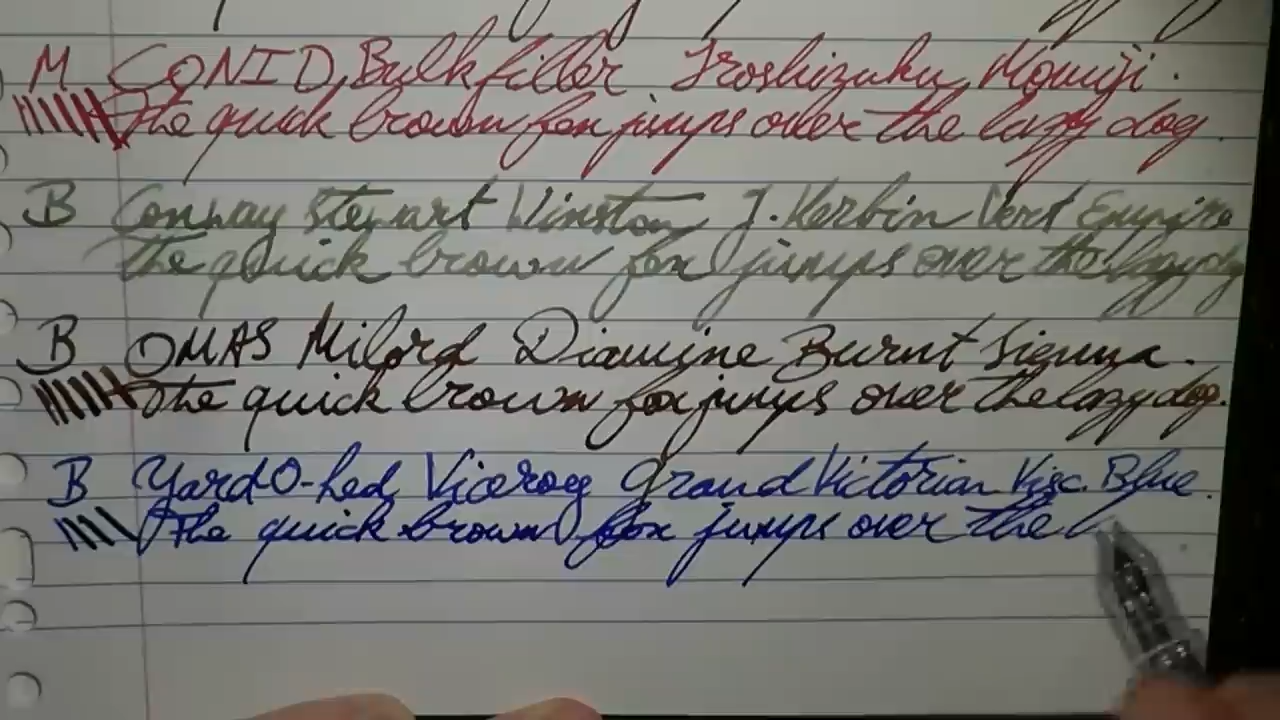 M CONID Bulkfiller Iroshizuku Momiji.
The quick brown fox jumps over the lazy dog.
B Conway Stewart Winston J. Herbin Vert Empire
The quick brown fox jumps over the lazy dog
B OMAS Milord Diamine Burnt Sienna.
The quick brown fox jumps over the lazy dog.
B Yard-O-Led Viceroy Grand Victorian Visc. Blue.
The quick brown fox jumps over the